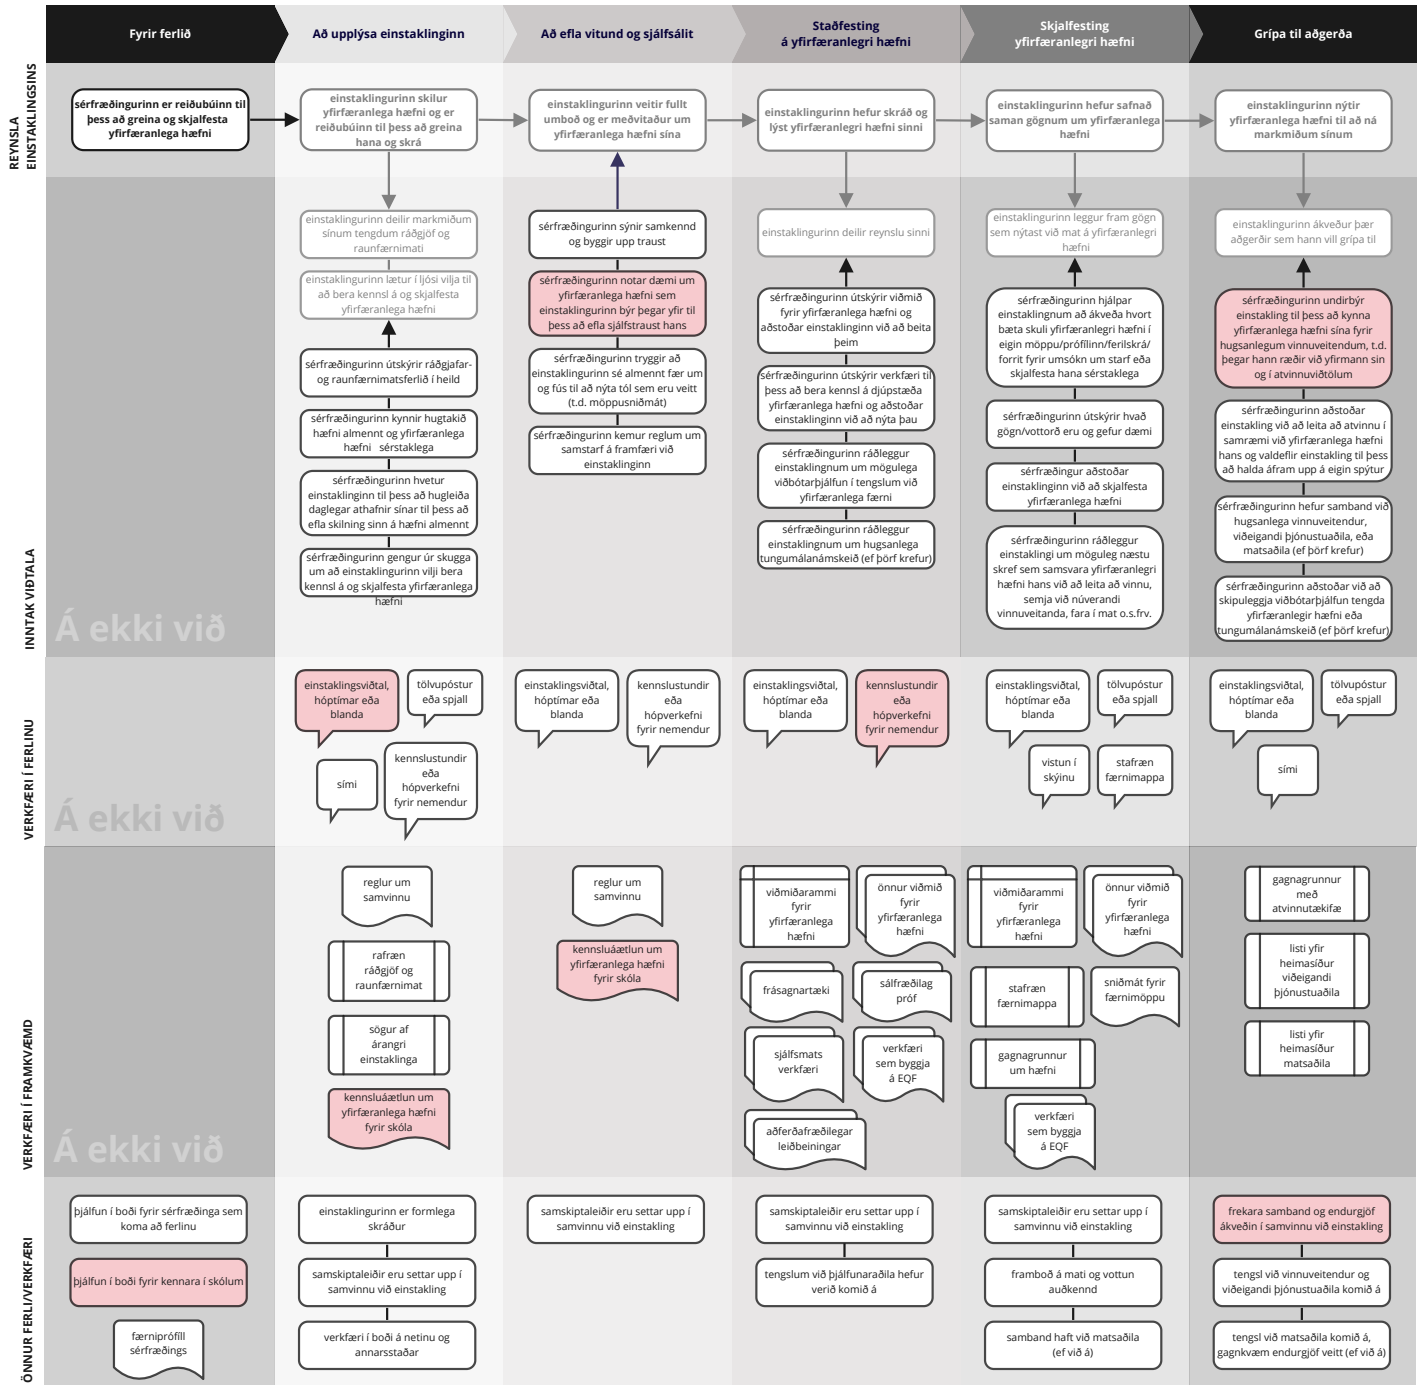 Fyrir ferlið
Að upplýsa einstaklinginn
Að efla vitund og sjálfsálit
Staðfesting
á yfirfæranlegri hæfni
Skjalfesting
yfirfæranlegri hæfni
Grípa til aðgerða
REYNSLA
EINSTAKLINGSINS
sérfræðingurinn er reiðubúinn til
þess að greina og skjalfesta
yfirfæranlega hæfni
einstaklingurinn skilur
yfirfæranlega hæfni og er
reiðubúinn til þess að greina
hana og skrá
einstaklingurinn veitir fullt
umboð og er meðvitaður um
yfirfæranlega hæfni sína
einstaklingurinn hefur skráð og
lýst yfirfæranlegri hæfni sinni
einstaklingurinn hefur safnað
saman gögnum um yfirfæranlega
hæfni
einstaklingurinn nýtir
yfirfæranlega hæfni til að ná
markmiðum sínum
INNTAK VIÐTALA
Á ekki við
einstaklingurinn deilir markmiðum
sínum tengdum ráðgjöf og
raunfærnimati
einstaklingurinn lætur í ljósi vilja til
að bera kennsl á og skjalfesta
yfirfæranlega hæfni
sérfræðingurinn útskýrir ráðgjafar-
og raunfærnimatsferlið í heild
sérfræðingurinn kynnir hugtakið
hæfni almennt og yfirfæranlega
hæfni sérstaklega
sérfræðingurinn hvetur
einstaklinginn til þess að hugleiða
daglegar athafnir sínar til þess að
efla skilning sinn á hæfni almennt
sérfræðingurinn gengur úr skugga
um að einstaklingurinn vilji bera
kennsl á og skjalfesta yfirfæranlega
hæfni
sérfræðingurinn sýnir samkennd
og byggir upp traust
sérfræðingurinn notar dæmi um
yfirfæranlega hæfni sem
einstaklingurinn býr þegar yfir til
þess að efla sjálfstraust hans
sérfræðingurinn tryggir að
einstaklingurinn sé almennt fær um
og fús til að nýta tól sem eru veitt
(t.d. möppusniðmát)
sérfræðingurinn kemur reglum um
samstarf á framfæri við
einstaklinginn
einstaklingurinn deilir reynslu sinni
sérfræðingurinn útskýrir viðmið
fyrir yfirfæranlega hæfni og
aðstoðar einstaklinginn við að beita
þeim
sérfræðingurinn útskýrir verkfæri til
þess að bera kennsl á djúpstæða
yfirfæranlega hæfni og aðstoðar
einstaklinginn við að nýta þau
sérfræðingurinn ráðleggur
einstaklingnum um mögulega
viðbótarþjálfun í tengslum við
yfirfæranlega færni
sérfræðingurinn ráðleggur
einstaklingnum um hugsanlega
tungumálanámskeið (ef þörf krefur)
einstaklingurinn leggur fram gögn
sem nýtast við mat á yfirfæranlegri
hæfni
sérfræðingurinn hjálpar
einstaklingnum að ákveða hvort
bæta skuli yfirfæranlegri hæfni í
eigin möppu/prófílinn/ferilskrá/
forrit fyrir umsókn um starf eða
skjalfesta hana sérstaklega
sérfræðingurinn útskýrir hvað
gögn/vottorð eru og gefur dæmi
sérfræðingur aðstoðar
einstaklinginn við að skjalfesta
yfirfæranlega hæfni
sérfræðingurinn ráðleggur
einstaklingi um möguleg næstu
skref sem samsvara yfirfæranlegri
hæfni hans við að leita að vinnu,
semja við núverandi
vinnuveitanda, fara í mat o.s.frv.
einstaklingurinn ákveður þær
aðgerðir sem hann vill grípa til
sérfræðingurinn undirbýr
einstakling til þess að kynna
yfirfæranlega hæfni sína fyrir
hugsanlegum vinnuveitendum, t.d.
þegar hann ræðir við yfirmann sin
og í atvinnuviðtölum
sérfræðingurinn aðstoðar
einstakling við að leita að atvinnu í
samræmi við yfirfæranlega hæfni
hans og valdeflir einstakling til þess
að halda áfram upp á eigin spýtur
sérfræðingurinn hefur samband við
hugsanlega vinnuveitendur,
viðeigandi þjónustuaðila, eða
matsaðila (ef þörf krefur)
sérfræðingurinn aðstoðar við að
skipuleggja viðbótarþjálfun tengda
yfirfæranlegir hæfni eða
tungumálanámskeið (ef þörf krefur)
VERKFÆRI Í FERLINU
Á ekki við
einstaklingsviðtal,
hóptímar eða
blanda
tölvupóstur
eða spjall
sími
kennslustundir
eða
hópverkefni
fyrir nemendur
einstaklingsviðtal,
hóptímar eða
blanda
kennslustundir
eða
hópverkefni
fyrir nemendur
einstaklingsviðtal,
hóptímar eða
blanda
kennslustundir
eða
hópverkefni
fyrir nemendur
einstaklingsviðtal,
hóptímar eða
blanda
tölvupóstur
eða spjall
vistun í
skýinu
stafræn
færnimappa
einstaklingsviðtal,
hóptímar eða
blanda
tölvupóstur
eða spjall
sími
VERKFÆRI Í FRAMKVÆMD
Á ekki við
reglur um
samvinnu
rafræn
ráðgjöf og
raunfærnimat
sögur af
árangri
einstaklinga
kennsluáætlun um
yfirfæranlega hæfni
fyrir skóla
reglur um
samvinnu
kennsluáætlun um
yfirfæranlega hæfni
fyrir skóla
viðmiðarammi
fyrir
yfirfæranlega
hæfni
önnur viðmið
fyrir
yfirfæranlega
hæfni
frásagnartæki
sálfræðilag
próf
sjálfsmats
verkfæri
verkfæri
sem byggja
á EQF
aðferðafræðilegar
leiðbeiningar
viðmiðarammi
fyrir
yfirfæranlega
hæfni
önnur viðmið
fyrir
yfirfæranlega
hæfni
stafræn
færnimappa
sniðmát fyrir
færnimöppu
gagnagrunnur
um hæfni
verkfæri
sem byggja
á EQF
gagnagrunnur
með
atvinnutækifæ
listi yfir
heimasíður
viðeigandi
þjónustuaðila
listi yfir
heimasíður
matsaðila
ÖNNUR FERLI/VERKFÆRI
þjálfun í boði fyrir sérfræðinga sem
koma að ferlinu
þjálfun í boði fyrir kennara í skólum
færniprófíll
sérfræðings
einstaklingurinn er formlega
skráður
samskiptaleiðir eru settar upp í
samvinnu við einstakling
verkfæri í boði á netinu og
annarsstaðar
samskiptaleiðir eru settar upp í
samvinnu við einstakling
samskiptaleiðir eru settar upp í
samvinnu við einstakling
tengslum við þjálfunaraðila hefur
verið komið á
samskiptaleiðir eru settar upp í
samvinnu við einstakling
framboð á mati og vottun
auðkennd
samband haft við matsaðila
(ef við á)
frekara samband og endurgjöf
ákveðin í samvinnu við einstakling
tengsl við vinnuveitendur og
viðeigandi þjónustuaðila komið á
tengsl við matsaðila komið á,
gagnkvæm endurgjöf veitt (ef við á)